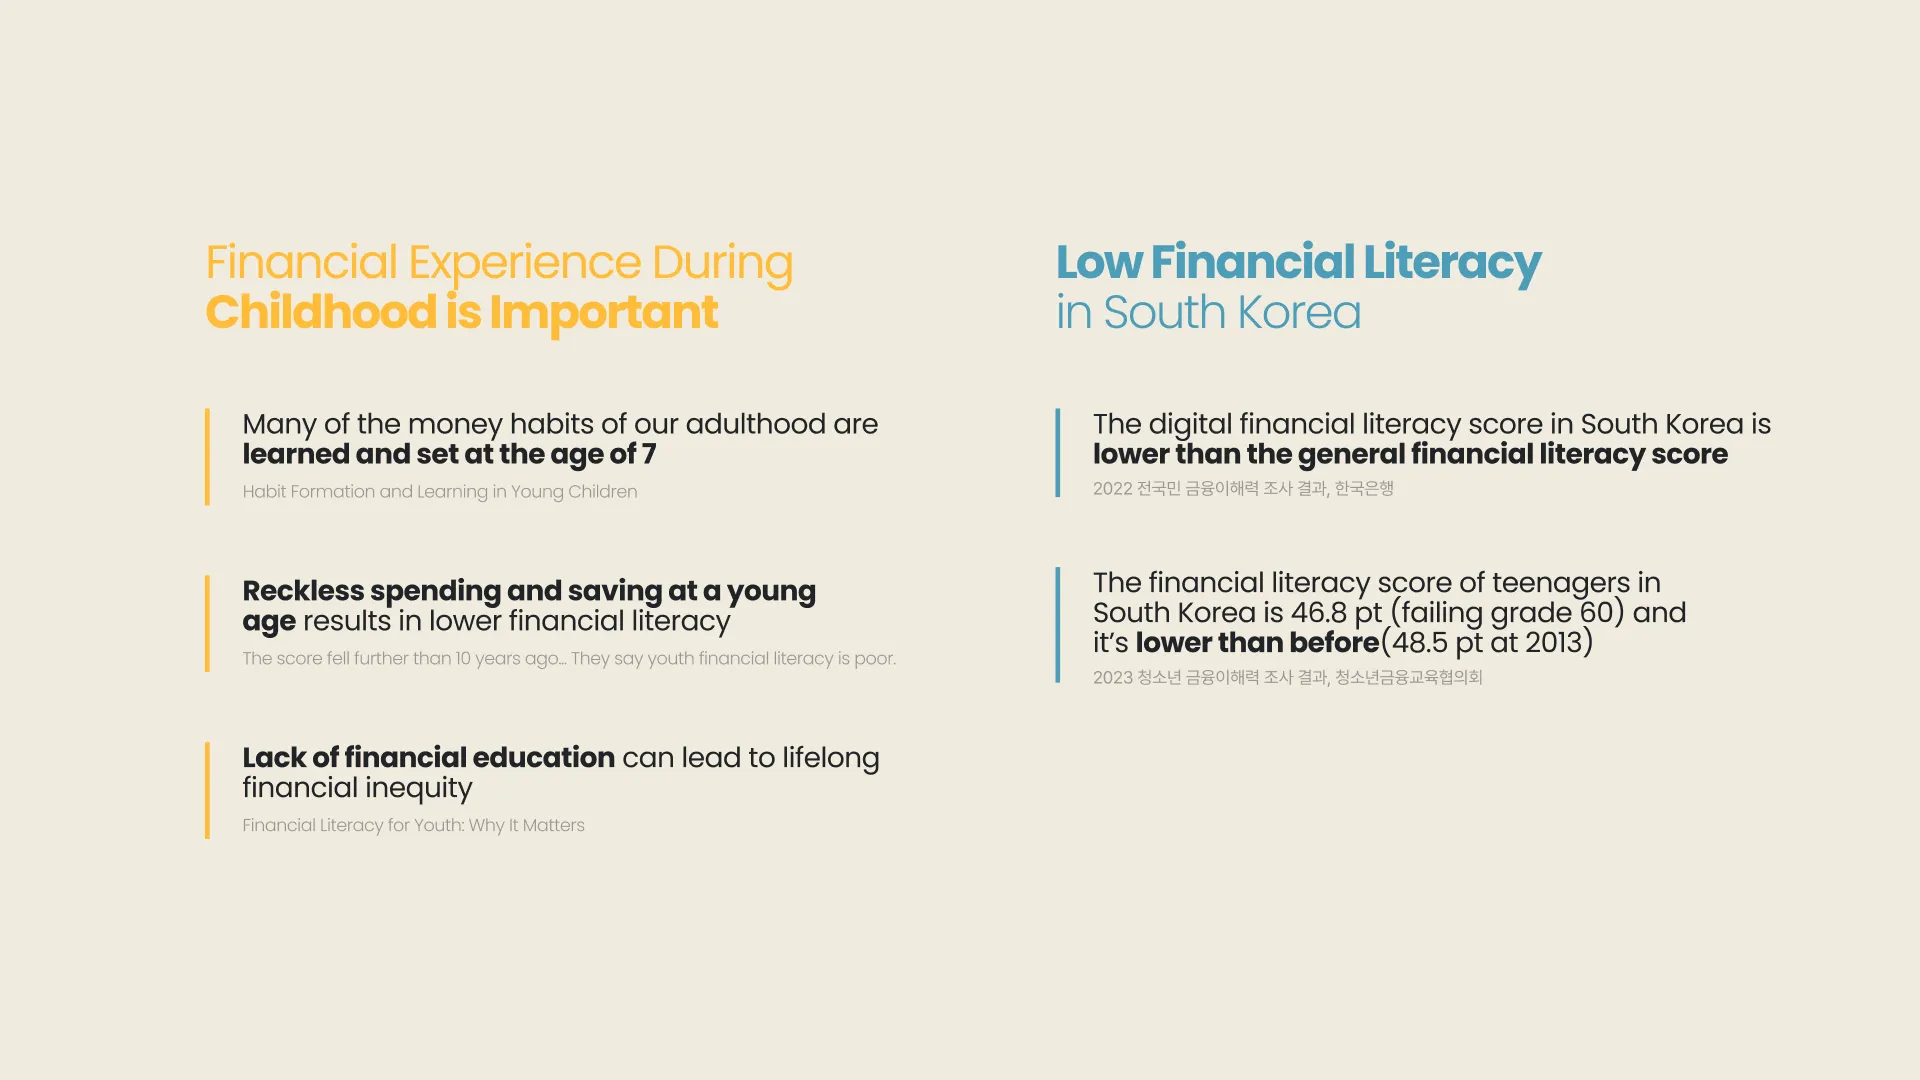 Financial Experience During
Childhood is Important
Many of the money habits of our adulthood are
learned and set at the age of 7
Habit Formation and Learning in Young Children
Reckless spending and saving at a young
age results in lower financial literacy
The score fell further than 10 years ago... They say youth financial literacy is poor.
Lack of financial education can lead to lifelong
financial inequity
Financial Literacy for Youth: Why It Matters
Low Financial Literacy
in South Korea
The digital financial literacy score in South Korea is
lower than the general financial literacy score
2022 전국민 금융이해력 조사 결과, 한국은행
The financial literacy score of teenagers in
South Korea is 46.8 pt (failing grade 60) and
it’s lower than before(48.5 pt at 2013)
2023 청소년 금융이해력 조사 결과, 청소년금융교육협의회